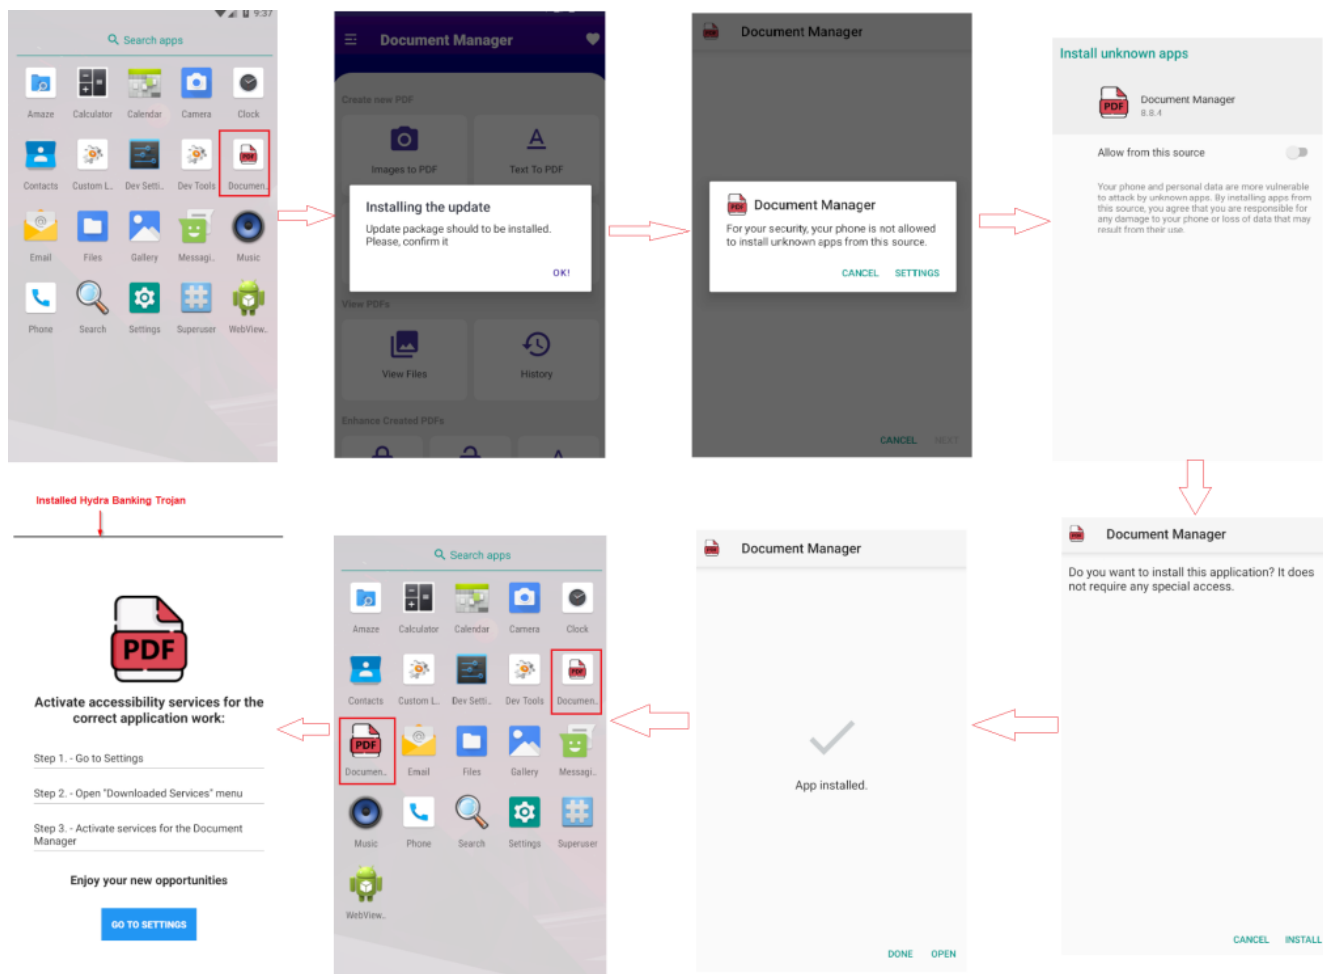 9:37
Search apps
Amaze
Calculator
Calendar
Camera
Clock
Contacts
Custom L..
Dev Setti..
Dev Tools
Documen..
Email
Files
Gallery
Messagi..
Music
Phone
Search
Settings
Superuser
WebView..
Document Manager
Create new PDF
Images to PDF
Text To PDF
Installing the update
Update package should to be installed.
Please, confirm it
OK!
View PDFs
View Files
History
Enhance Created PDFs
Document Manager
Document Manager
For your security, your phone is not allowed
to install unknown apps from this source.
CANCEL
SETTINGS
CANCEL
NEXT
Install unknown apps
PDF
Document Manager
8.8.4
Allow from this source
Your phone and personal data are more vulnerable
to attack by unknown apps. By installing apps from
this source, you agree that you are responsible for
any damage to your phone or loss of data that may
result from their use.
Document Manager
Do you want to install this application? It does
not require any special access.
CANCEL
INSTALL
Document Manager
App installed.
DONE
OPEN
Search apps
Amaze
Calculator
Calendar
Camera
Clock
Contacts
Custom L..
Dev Setti..
Dev Tools
Documen..
PDF
Documen..
Email
Files
Gallery
Messagi..
Music
Phone
Search
Settings
Superuser
WebView..
Installed Hydra Banking Trojan
PDF
Activate accessibility services for the
correct application work:
Step 1. - Go to Settings
Step 2. - Open "Downloaded Services" menu
Step 3. - Activate services for the Document
Manager
Enjoy your new opportunities
GO TO SETTINGS